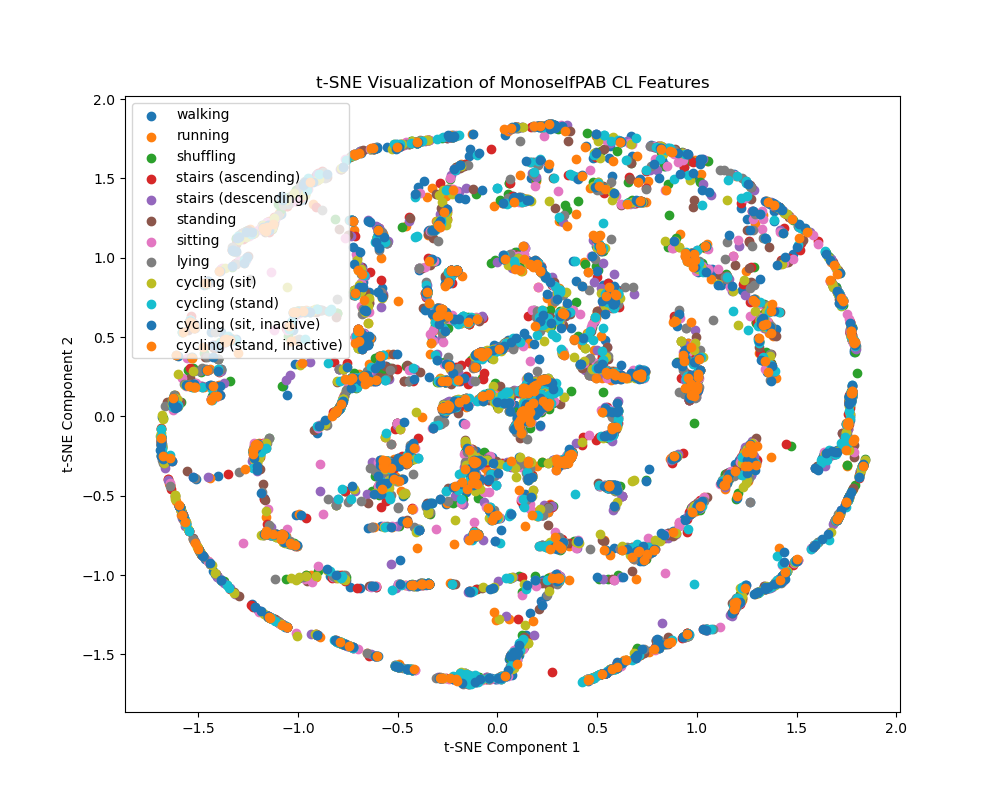 t-SNE Visualization of MonoselfPAB CL Features
2.0
1.5
1.0
0.5
0.0
−0.5
−1.0
−1.5
t-SNE Component 2
walking
running
shuffling
stairs (ascending)
stairs (descending)
standing
sitting
lying
cycling (sit)
cycling (stand)
cycling (sit, inactive)
cycling (stand, inactive)
−1.5 −1.0 −0.5 0.0 0.5 1.0 1.5 2.0
t-SNE Component 1